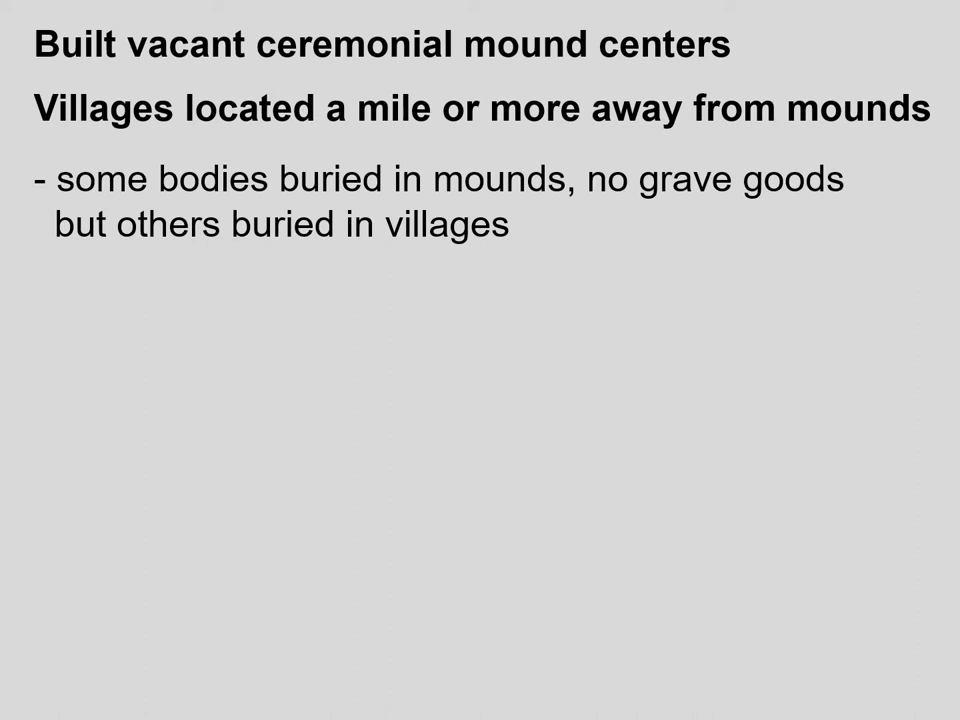 Built vacant ceremonial mound centers
Villages located a mile or more away from mounds
- some bodies buried in mounds, no grave goods
but others buried in villages